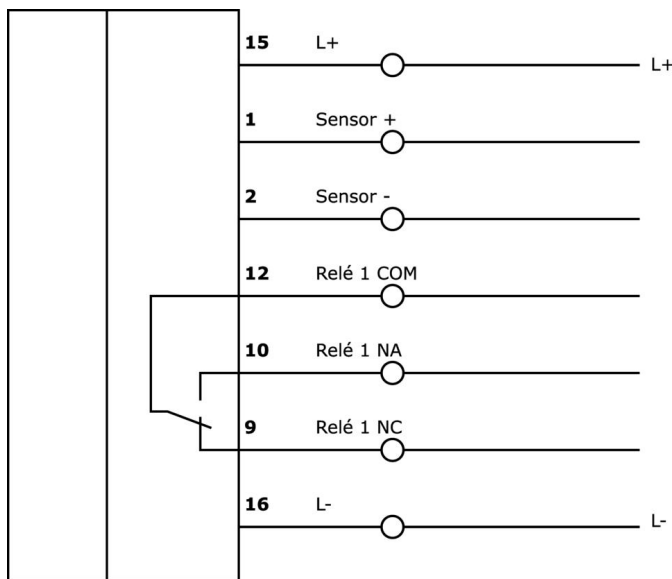 15 L+
L+
1 Sensor +
2 Sensor -
12 Relé 1 COM
10 Relé 1 NA
9 Relé 1 NC
16 L-
L-